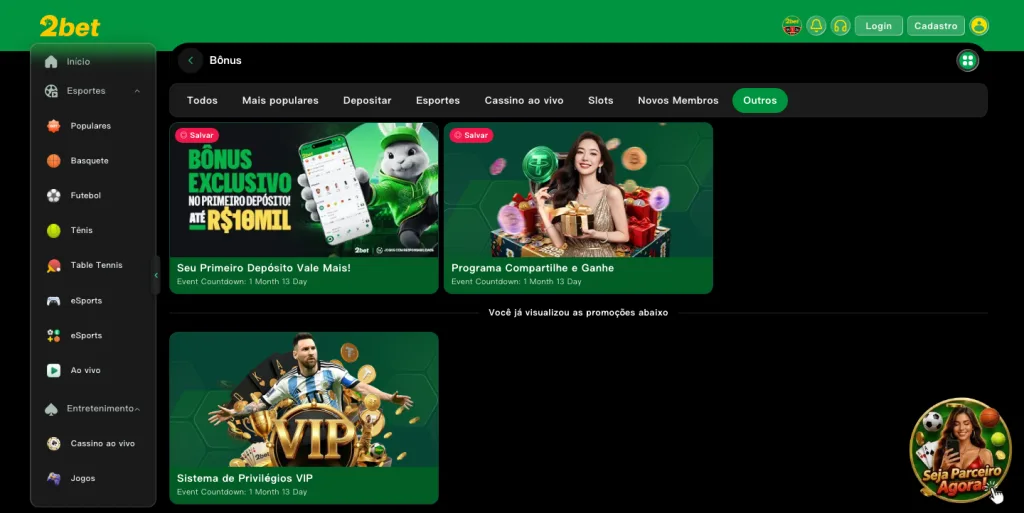 2bet
Login
Cadastro
Início
Esportes
Populares
Basquete
Futebol
Tênis
Table Tennis
eSports
eSports
Ao vivo
Entretenimento
Cassino ao vivo
Jogos
Bônus
Todos
Mais populares
Depositar
Esportes
Cassino ao vivo
Slots
Novos Membros
Outros
Salvar
BÔNUS
EXCLUSIVO
NO PRIMEIRO DEPÓSITO!
ATÉ R$10MIL
2bet
Seu Primeiro Depósito Vale Mais!
Event Countdown: 1 Month 13 Day
Salvar
Programa Compartilhe e Ganhe
Event Countdown: 1 Month 13 Day
Você já visualizou as promoções abaixo
VIP
Sistema de Privilégios VIP
Event Countdown: 1 Month 13 Day
Seja Parceiro
Agora!